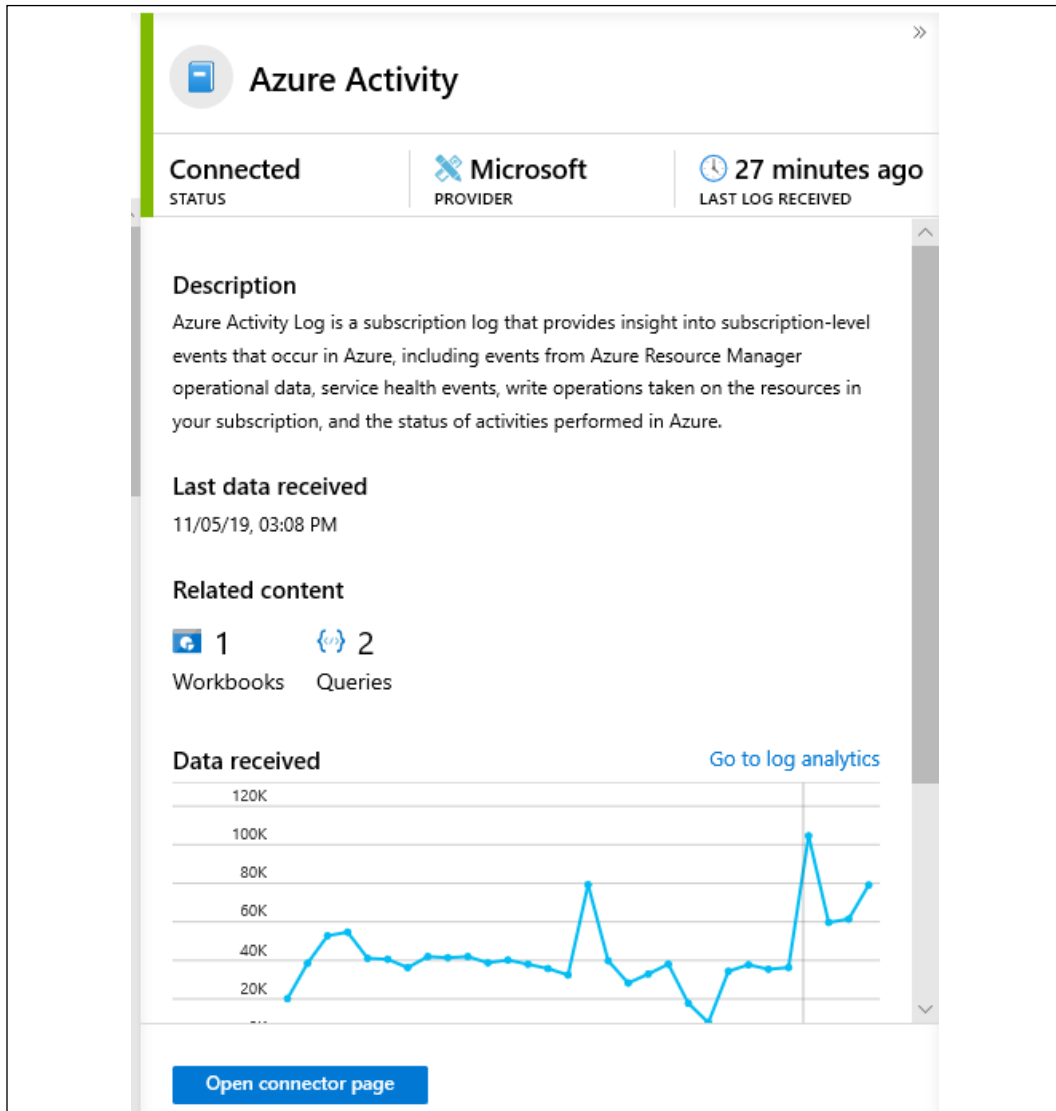 Azure Activity
Connected
STATUS
Microsoft
PROVIDER
27 minutes ago
LAST LOG RECEIVED
Description
Azure Activity Log is a subscription log that provides insight into subscription-level
events that occur in Azure, including events from Azure Resource Manager
operational data, service health events, write operations taken on the resources in
your subscription, and the status of activities performed in Azure.
Last data received
11/05/19, 03:08 PM
Related content
1
Workbooks
2
Queries
Data received
Go to log analytics
120K
100K
80K
60K
40K
20K
Open connector page